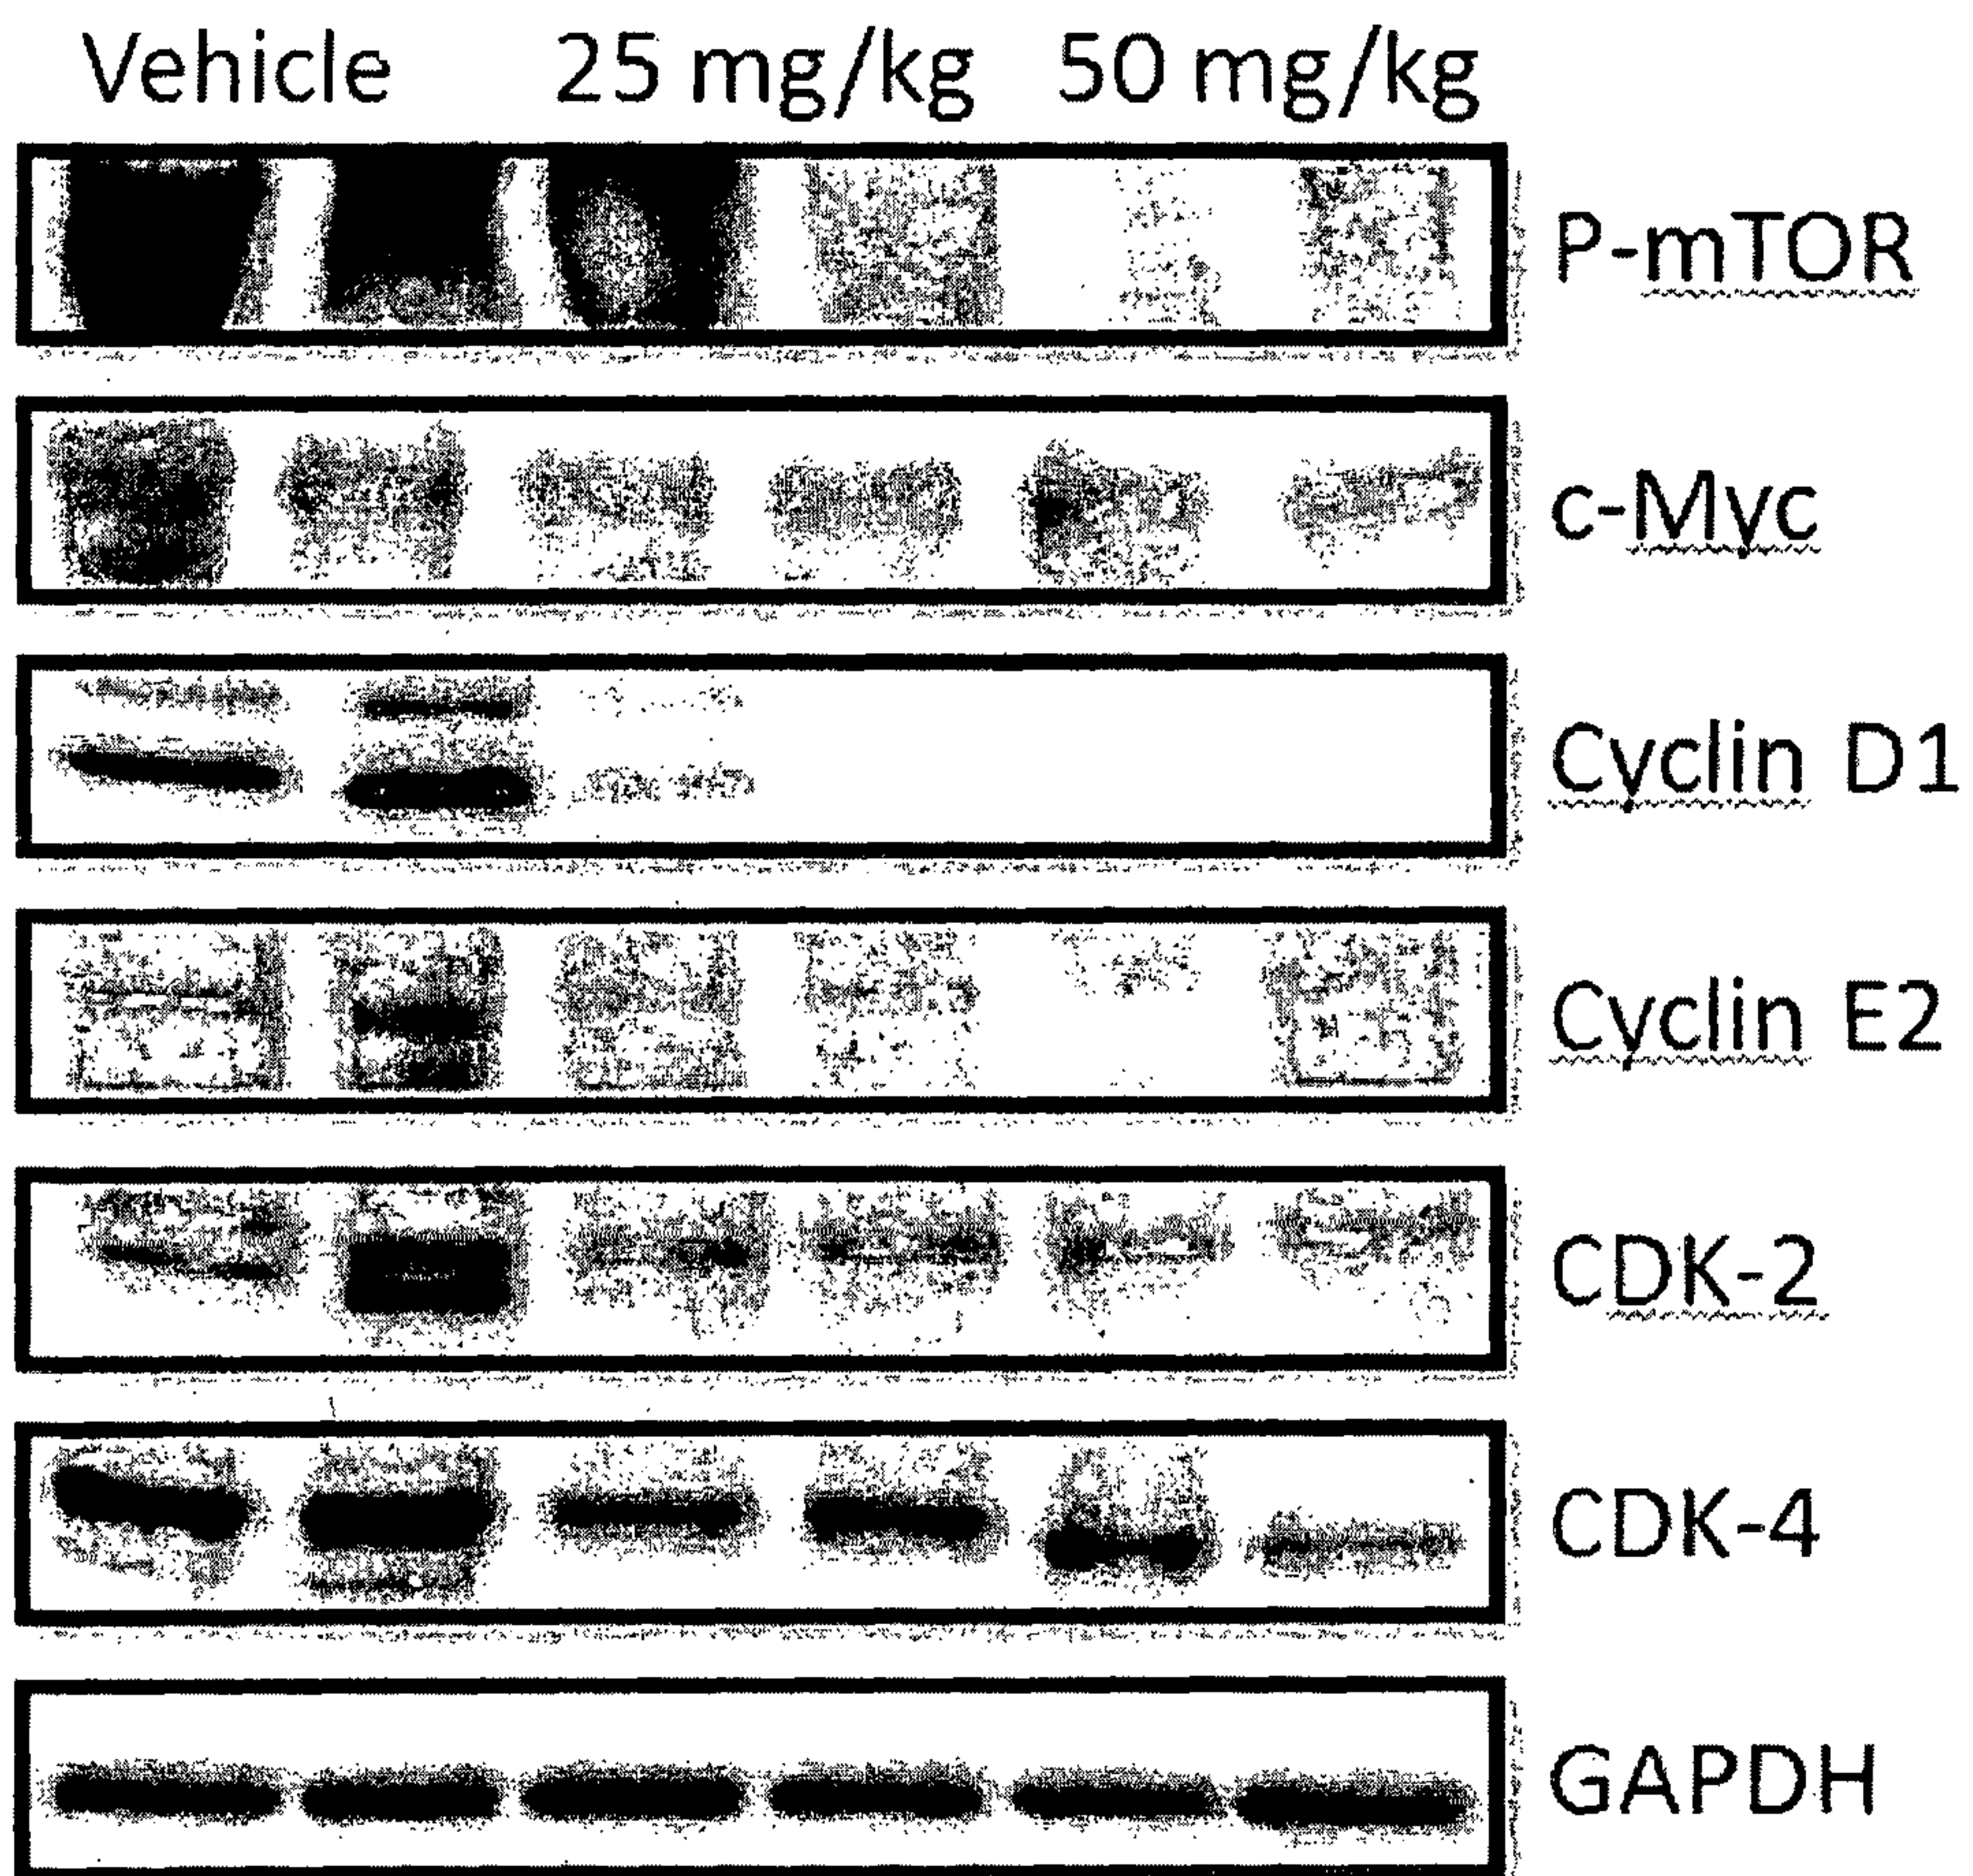 Vehicle 25 mg/kg 50 mg/kg
P-mTOR
c-Myc
Cyclin D1
Cyclin E2
CDK-2
CDK-4
GAPDH